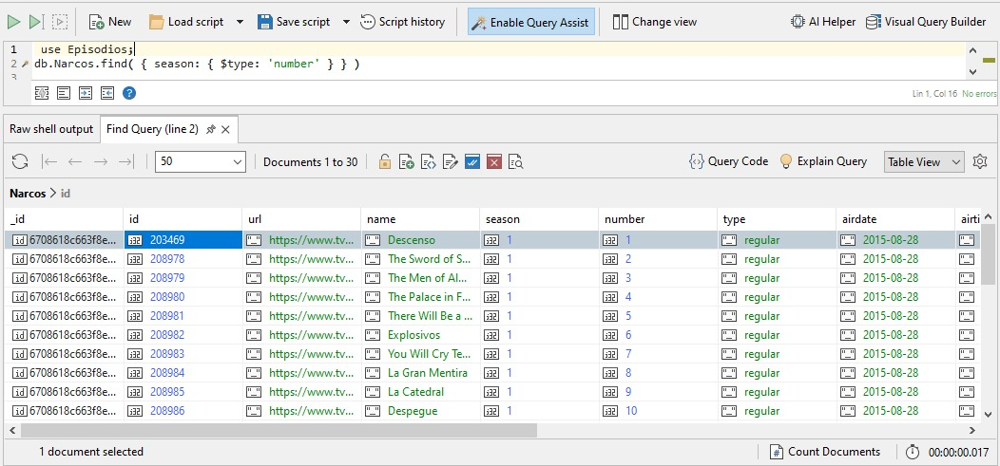 New Load script Save script Script history Enable Query Assist Change view AI Helper Visual Query Builder
1 use Episodios;
2 db.Narcos.find( { season: { $type: 'number' } } )
3
Lin 1, Col 16 No errors
Raw shell output Find Query (line 2)
50 Documents 1 to 30 Query Code Explain Query Table View
Narcos > id
_id id url name season number type airdate airti
6708618c663f8e... 203469 https://www.tv... Descenso 1 1 regular 2015-08-28
6708618c663f8e... 208978 https://www.tv... The Sword of S... 1 2 regular 2015-08-28
6708618c663f8e... 208979 https://www.tv... The Men of Al... 1 3 regular 2015-08-28
6708618c663f8e... 208980 https://www.tv... The Palace in F... 1 4 regular 2015-08-28
6708618c663f8e... 208981 https://www.tv... There Will Be a ... 1 5 regular 2015-08-28
6708618c663f8e... 208982 https://www.tv... Explosivos 1 6 regular 2015-08-28
6708618c663f8e... 208983 https://www.tv... You Will Cry Te... 1 7 regular 2015-08-28
6708618c663f8e... 208984 https://www.tv... La Gran Mentira 1 8 regular 2015-08-28
6708618c663f8e... 208985 https://www.tv... La Catedral 1 9 regular 2015-08-28
6708618c663f8e... 208986 https://www.tv... Despegue 1 10 regular 2015-08-28
1 document selected Count Documents 00:00:00.017